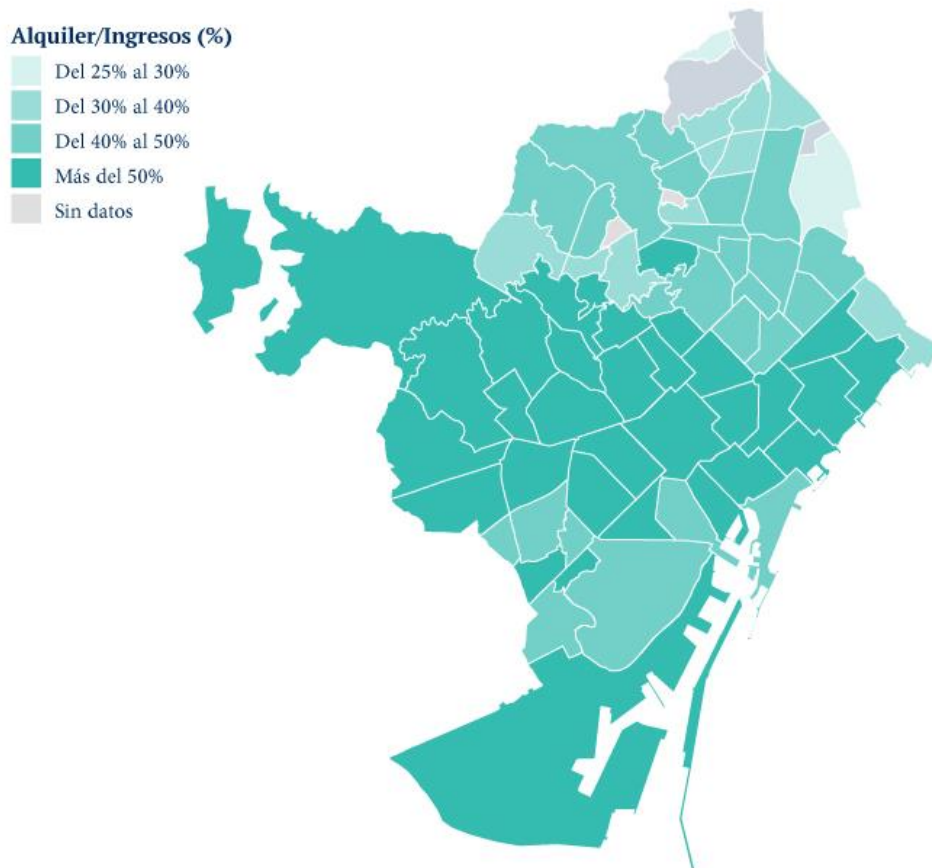 Alquiler/Ingresos (%)
Del 25% al 30%
Del 30% al 40%
Del 40% al 50%
Más del 50%
Sin datos